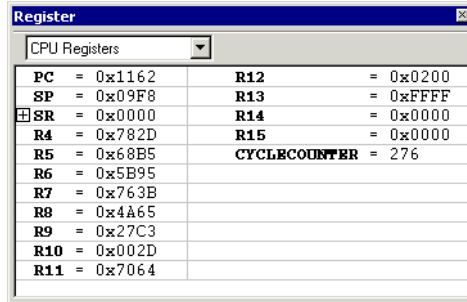 Register
CPU Registers
PC = 0x1162 R12 = 0x0200
SP = 0x09F8 R13 = 0xFFFF
SR = 0x0000 R14 = 0x0000
R4 = 0x782D R15 = 0x0000
R5 = 0x68B5 CYCLECOUNTER = 276
R6 = 0x5B95
R7 = 0x763B
R8 = 0x4A65
R9 = 0x27C3
R10 = 0x002D
R11 = 0x7064